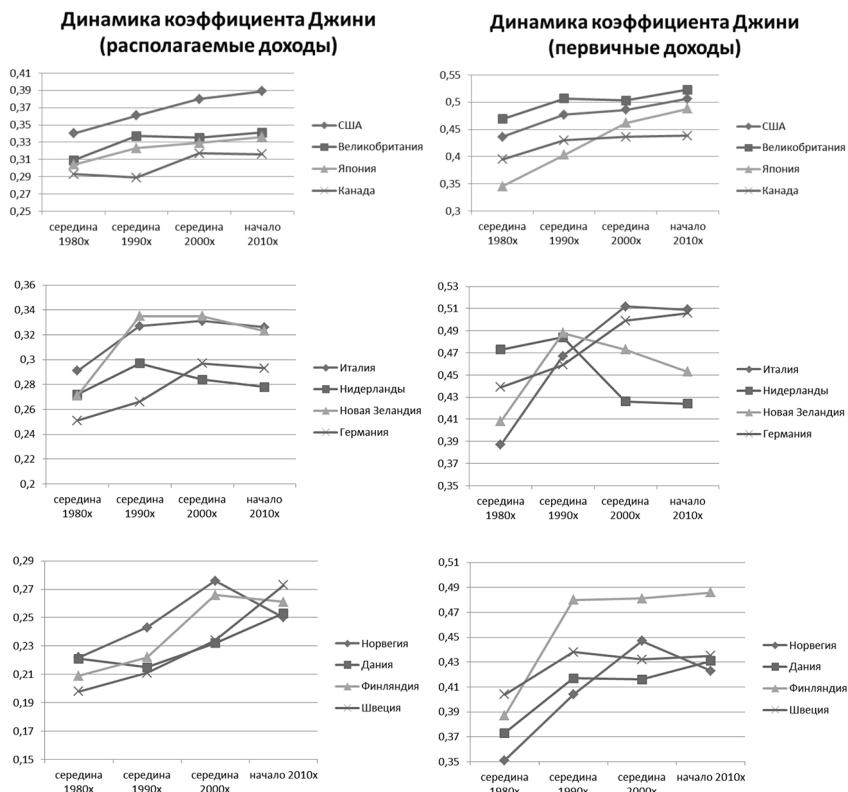 Динамика коэффициента Джини
(располагаемые доходы)
0,41
0,39
0,37
0,35
0,33
0,31
0,29
0,27
0,25
середина 1980х
середина 1990х
середина 2000х
начало 2010х
США
Великобритания
Япония
Канада
Динамика коэффициента Джини
(первичные доходы)
0,55
0,5
0,45
0,4
0,35
0,3
середина 1980х
середина 1990х
середина 2000х
начало 2010х
США
Великобритания
Япония
Канада
0,36
0,34
0,32
0,3
0,28
0,26
0,24
0,22
0,2
середина 1980х
середина 1990х
середина 2000х
начало 2010х
Италия
Нидерланды
Новая Зеландия
Германия
0,53
0,51
0,49
0,47
0,45
0,43
0,41
0,39
0,37
0,35
середина 1980х
середина 1990х
середина 2000х
начало 2010х
Италия
Нидерланды
Новая Зеландия
Германия
0,29
0,27
0,25
0,23
0,21
0,19
0,17
0,15
середина 1980х
середина 1990х
середина 2000х
начало 2010х
Норвегия
Дания
Финляндия
Швеция
0,51
0,49
0,47
0,45
0,43
0,41
0,39
0,37
0,35
середина 1980х
середина 1990х
середина 2000х
начало 2010х
Норвегия
Дания
Финляндия
Швеция